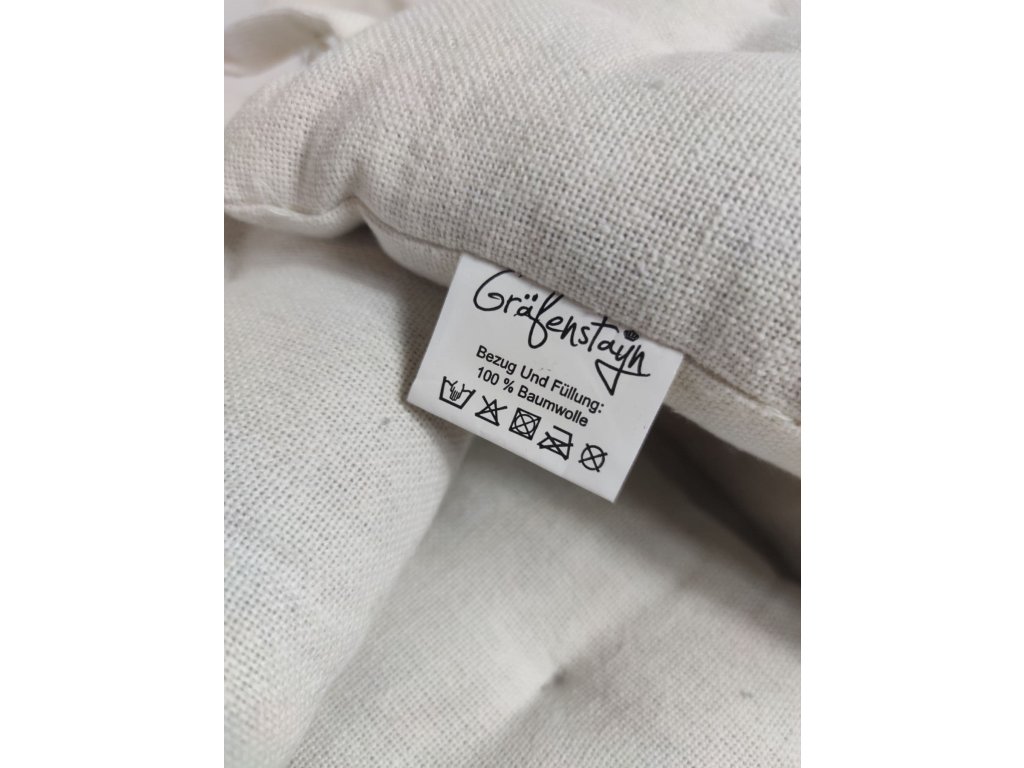 Gräfenstayn
Bezug Und Füllung:
100 % Baumwolle